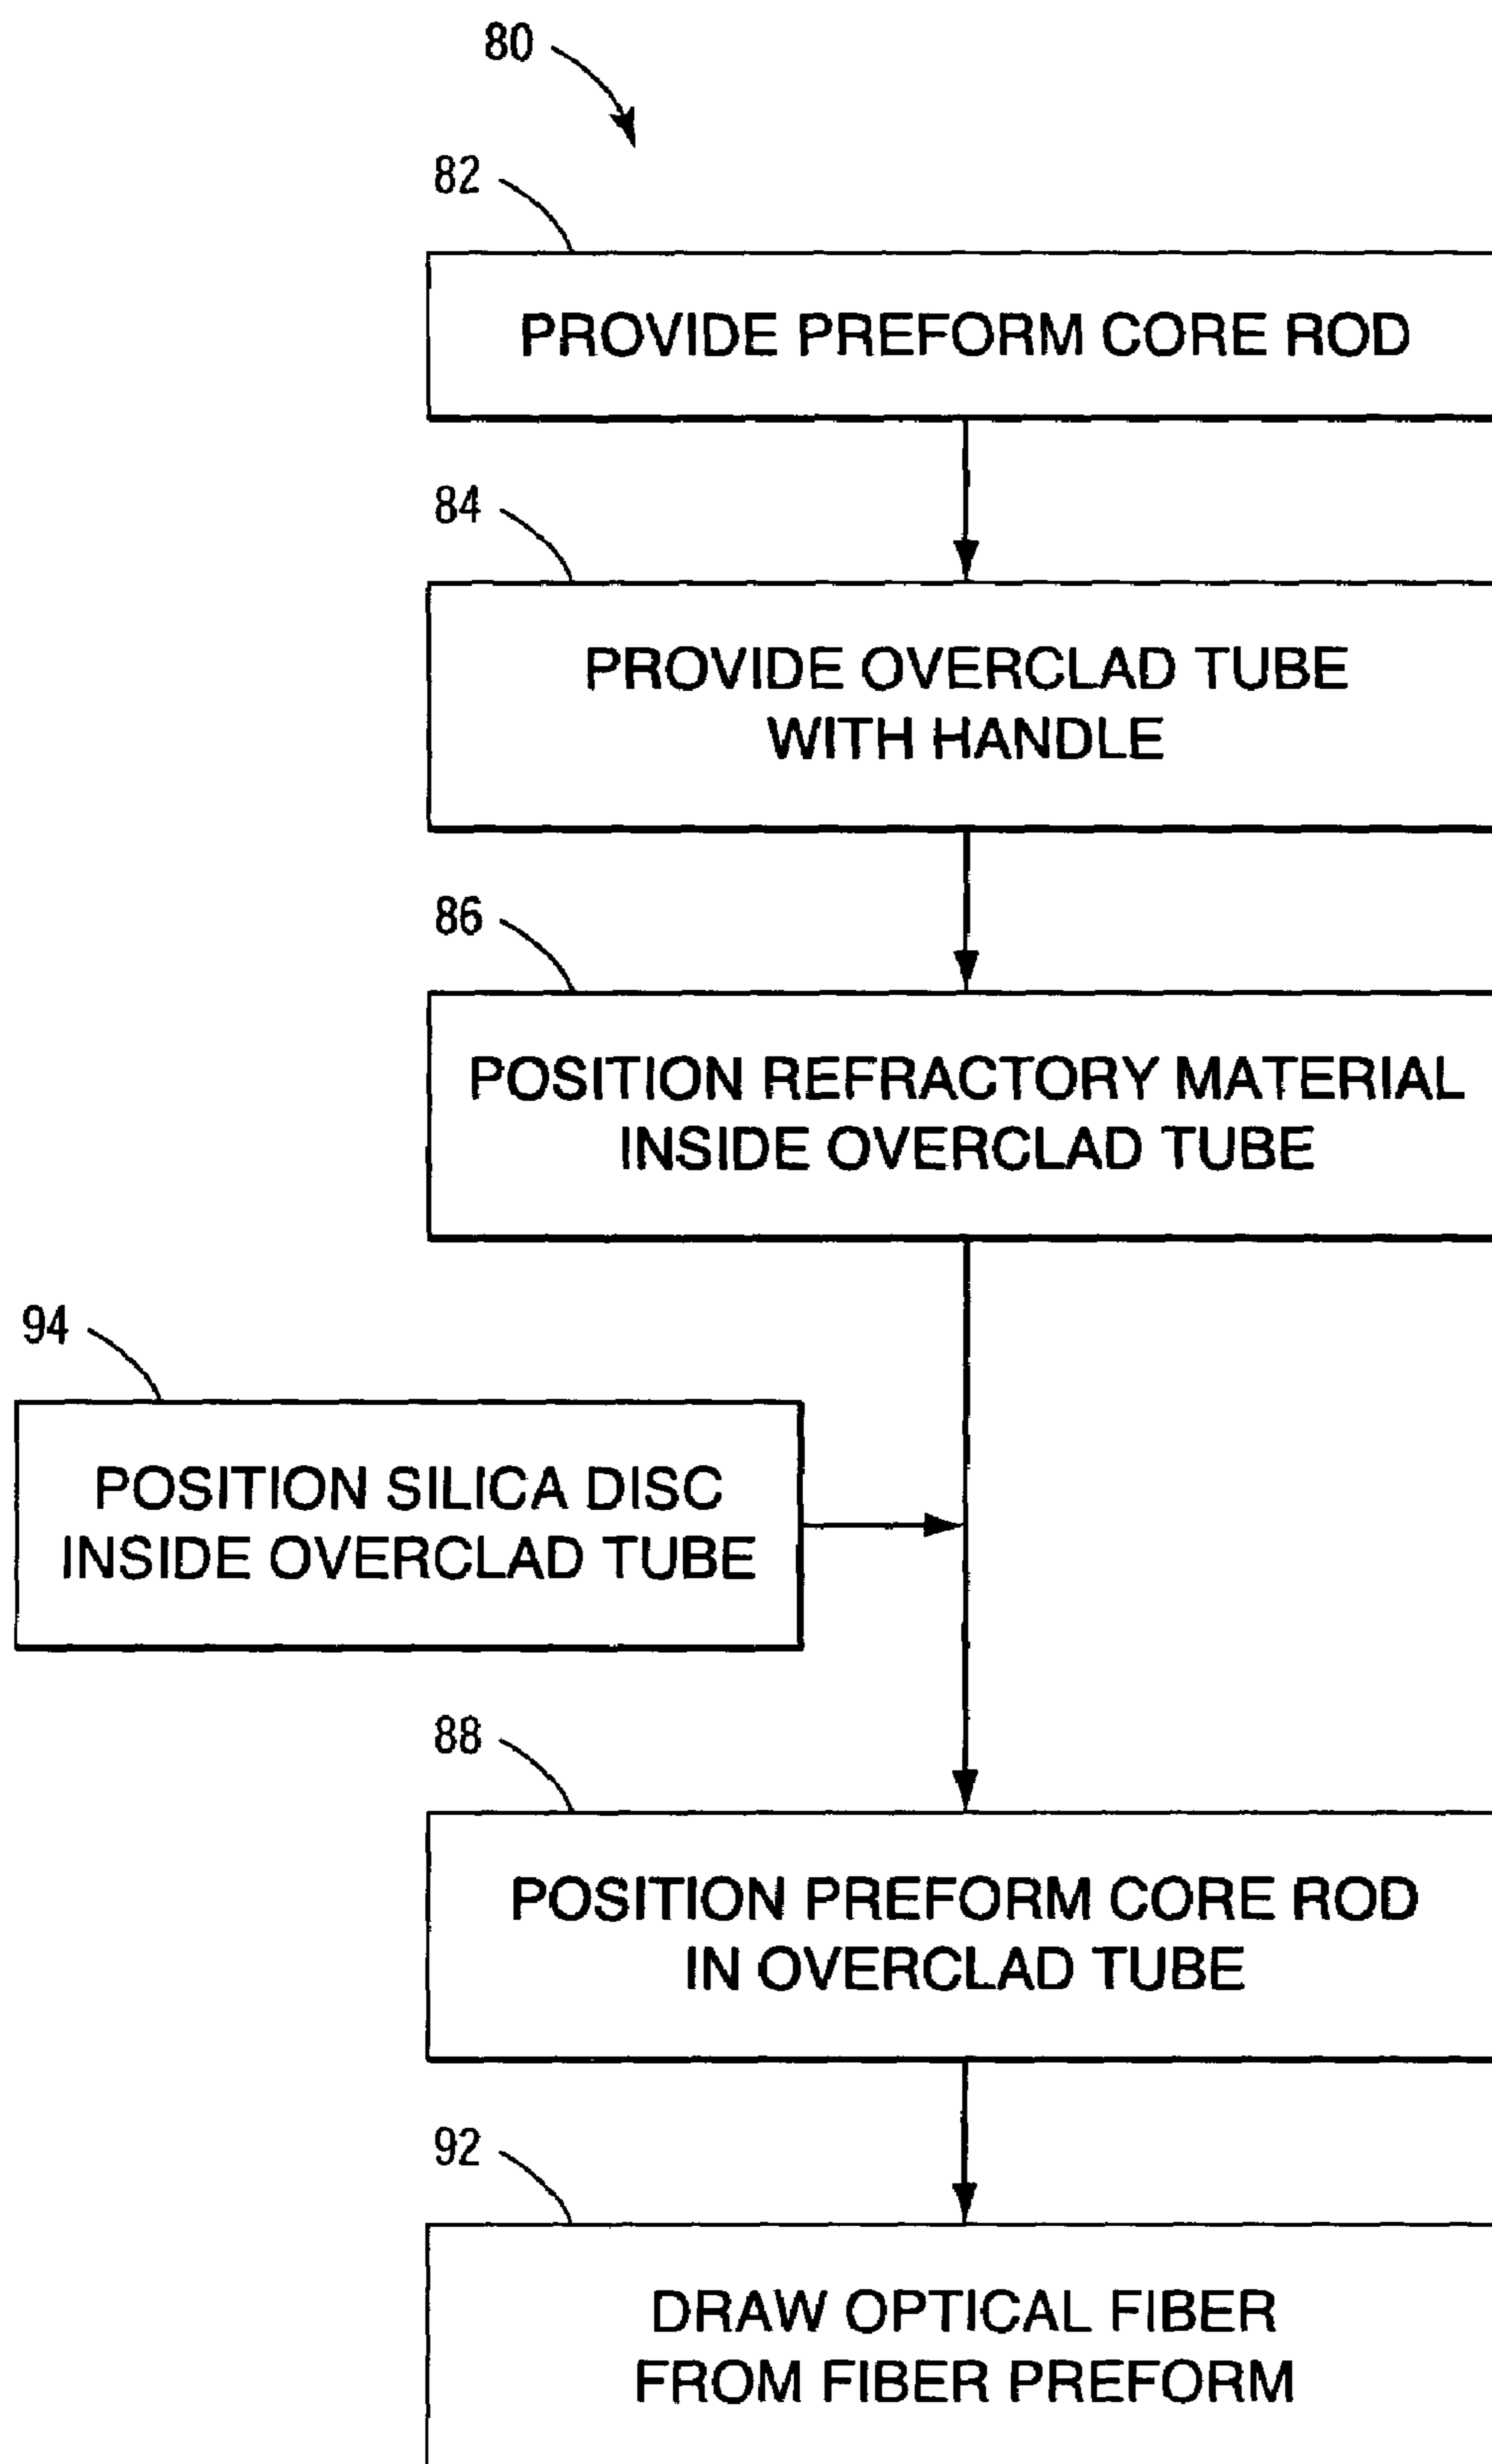 80
82
PROVIDE PREFORM CORE ROD
84
PROVIDE OVERCLAD TUBE
WITH HANDLE
86
POSITION REFRACTORY MATERIAL
INSIDE OVERCLAD TUBE
94
POSITION SILICA DISC
INSIDE OVERCLAD TUBE
88
POSITION PREFORM CORE ROD
IN OVERCLAD TUBE
92
DRAW OPTICAL FIBER
FROM FIBER PREFORM